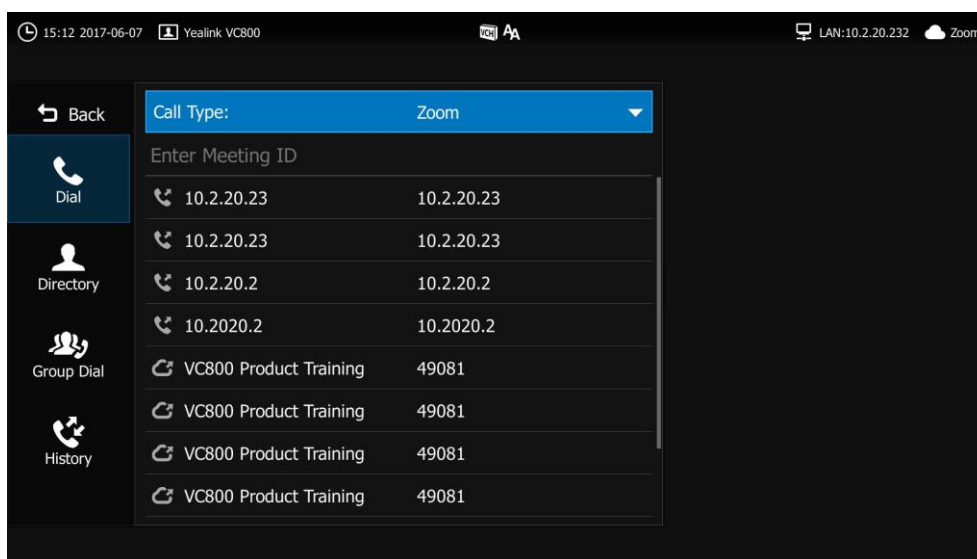 15:12 2017-06-07 Yealink VC800 VCH AA LAN:10.2.20.232 Zoom
Back
Call Type: Zoom
Enter Meeting ID
Dial
10.2.20.23 10.2.20.23
10.2.20.23 10.2.20.23
Directory
10.2.20.2 10.2.20.2
10.2020.2 10.2020.2
Group Dial
VC800 Product Training 49081
VC800 Product Training 49081
History
VC800 Product Training 49081
VC800 Product Training 49081